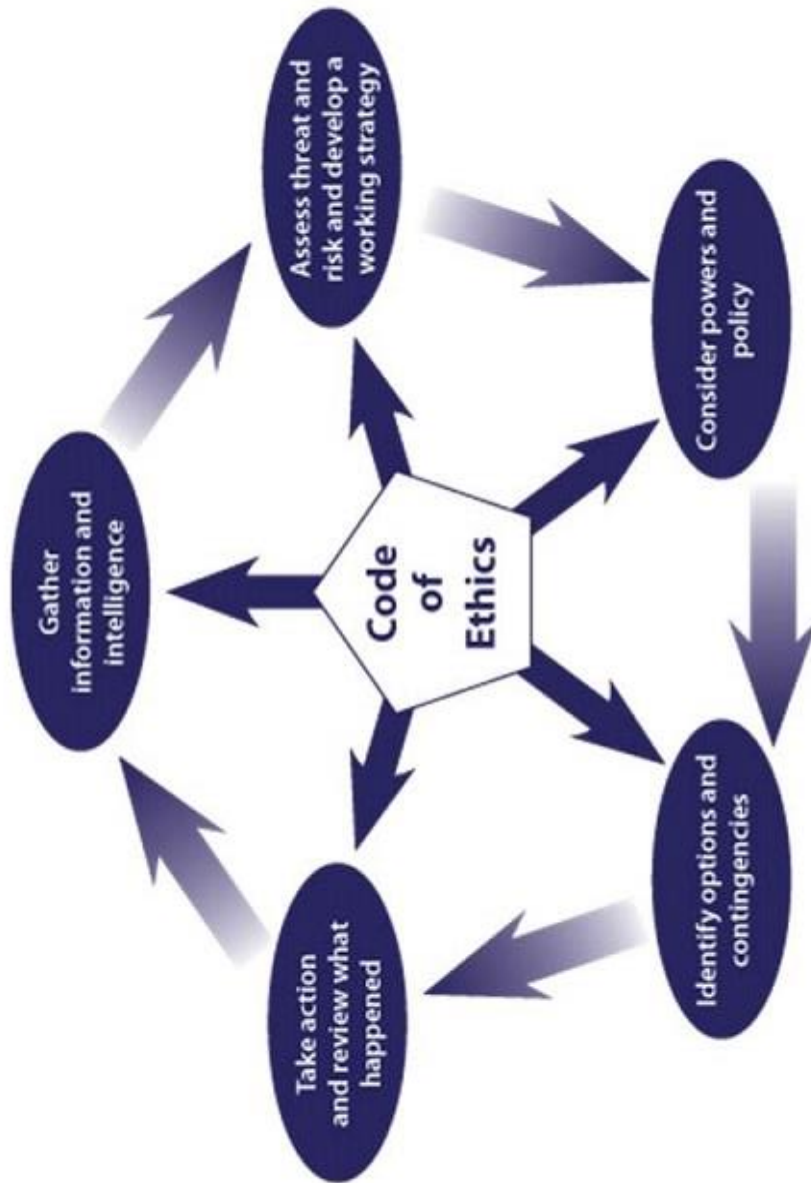 Gather
information and
intelligence
Assess threat and
risk and develop a
working strategy
Consider powers and
policy
Identify options and
contingencies
Take action
and review what
happened
Code
of
Ethics